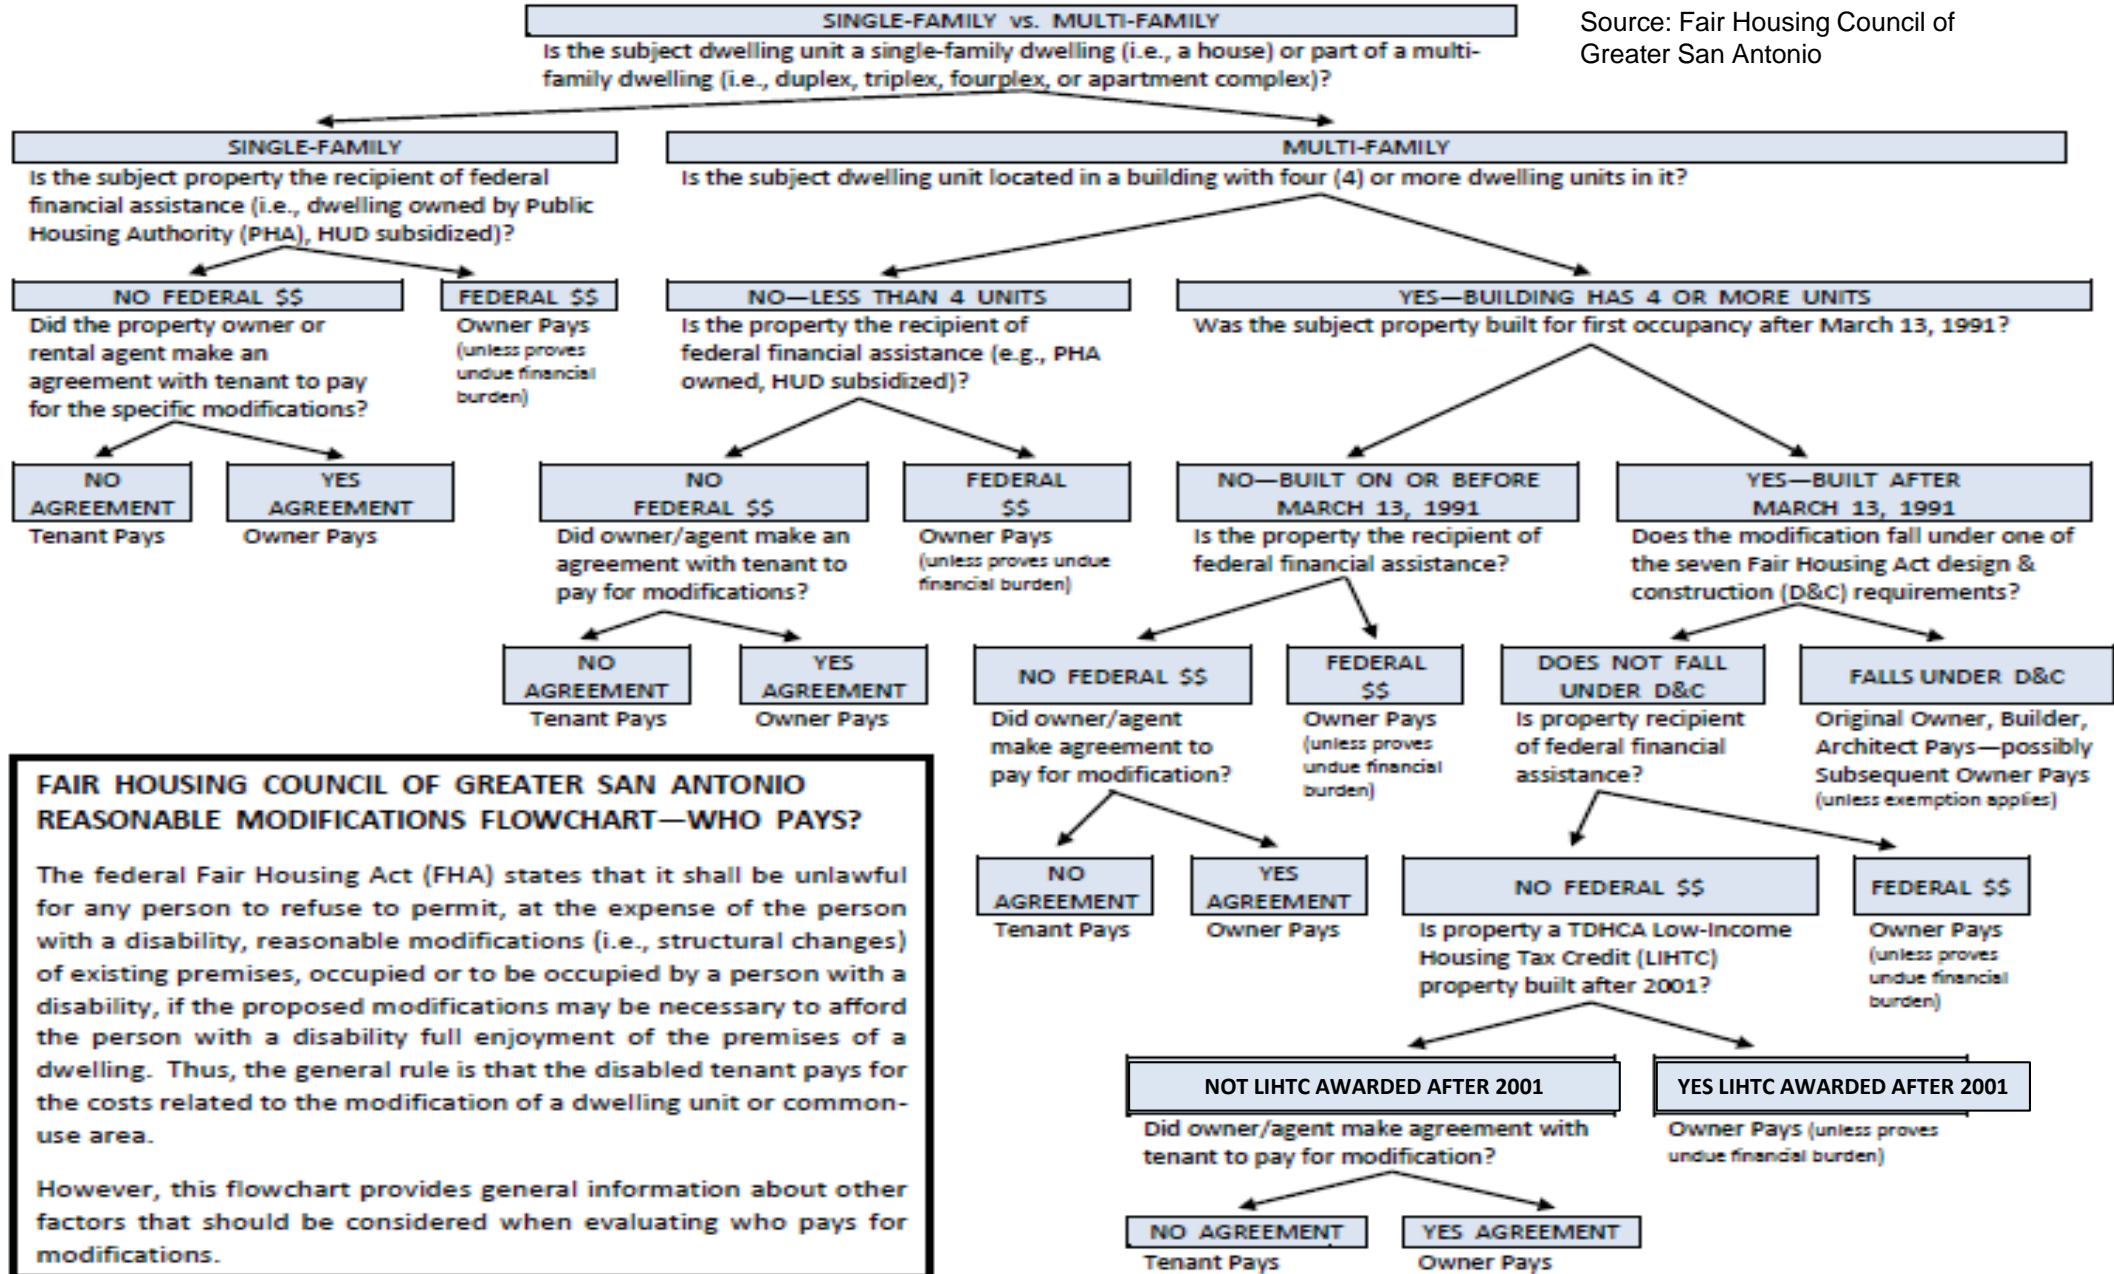 SINGLE-FAMILY vs. MULTI-FAMILY
Is the subject dwelling unit a single-family dwelling (i.e., a house) or part of a multi-
family dwelling (i.e., duplex, triplex, fourplex, or apartment complex)?
Source: Fair Housing Council of
Greater San Antonio
SINGLE-FAMILY
Is the subject property the recipient of federal
financial assistance (i.e., dwelling owned by Public
Housing Authority (PHA), HUD subsidized)?
MULTI-FAMILY
Is the subject dwelling unit located in a building with four (4) or more dwelling units in it?
NO FEDERAL $$
Did the property owner or
rental agent make an
agreement with tenant to pay
for the specific modifications?
FEDERAL $$
Owner Pays
(unless proves
undue financial
burden)
NO—LESS THAN 4 UNITS
Is the property the recipient of
federal financial assistance (e.g., PHA
owned, HUD subsidized)?
YES—BUILDING HAS 4 OR MORE UNITS
Was the subject property built for first occupancy after March 13, 1991?
NO
AGREEMENT
Tenant Pays
YES
AGREEMENT
Owner Pays
NO
FEDERAL $$
Did owner/agent make an
agreement with tenant to
pay for modifications?
FEDERAL
$$
Owner Pays
(unless proves undue
financial burden)
NO—BUILT ON OR BEFORE
MARCH 13, 1991
Is the property the recipient of
federal financial assistance?
YES—BUILT AFTER
MARCH 13, 1991
Does the modification fall under one of
the seven Fair Housing Act design &
construction (D&C) requirements?
NO
AGREEMENT
Tenant Pays
YES
AGREEMENT
Owner Pays
NO FEDERAL $$
Did owner/agent
make agreement to
pay for modification?
FEDERAL
$$
Owner Pays
(unless proves
undue financial
burden)
DOES NOT FALL
UNDER D&C
Is property recipient
of federal financial
assistance?
FALLS UNDER D&C
Original Owner, Builder,
Architect Pays—possibly
Subsequent Owner Pays
(unless exemption applies)
NO
AGREEMENT
Tenant Pays
YES
AGREEMENT
Owner Pays
NO FEDERAL $$
Is property a TDHCA Low-Income
Housing Tax Credit (LIHTC)
property built after 2001?
FEDERAL $$
Owner Pays
(unless proves
undue financial
burden)
NOT LIHTC AWARDED AFTER 2001
Did owner/agent make agreement with
tenant to pay for modification?
YES LIHTC AWARDED AFTER 2001
Owner Pays (unless proves
undue financial burden)
NO AGREEMENT
Tenant Pays
YES AGREEMENT
Owner Pays
FAIR HOUSING COUNCIL OF GREATER SAN ANTONIO
REASONABLE MODIFICATIONS FLOWCHART—WHO PAYS?
The federal Fair Housing Act (FHA) states that it shall be unlawful
for any person to refuse to permit, at the expense of the person
with a disability, reasonable modifications (i.e., structural changes)
of existing premises, occupied or to be occupied by a person with a
disability, if the proposed modifications may be necessary to afford
the person with a disability full enjoyment of the premises of a
dwelling. Thus, the general rule is that the disabled tenant pays for
the costs related to the modification of a dwelling unit or common-
use area.
However, this flowchart provides general information about other
factors that should be considered when evaluating who pays for
modifications.